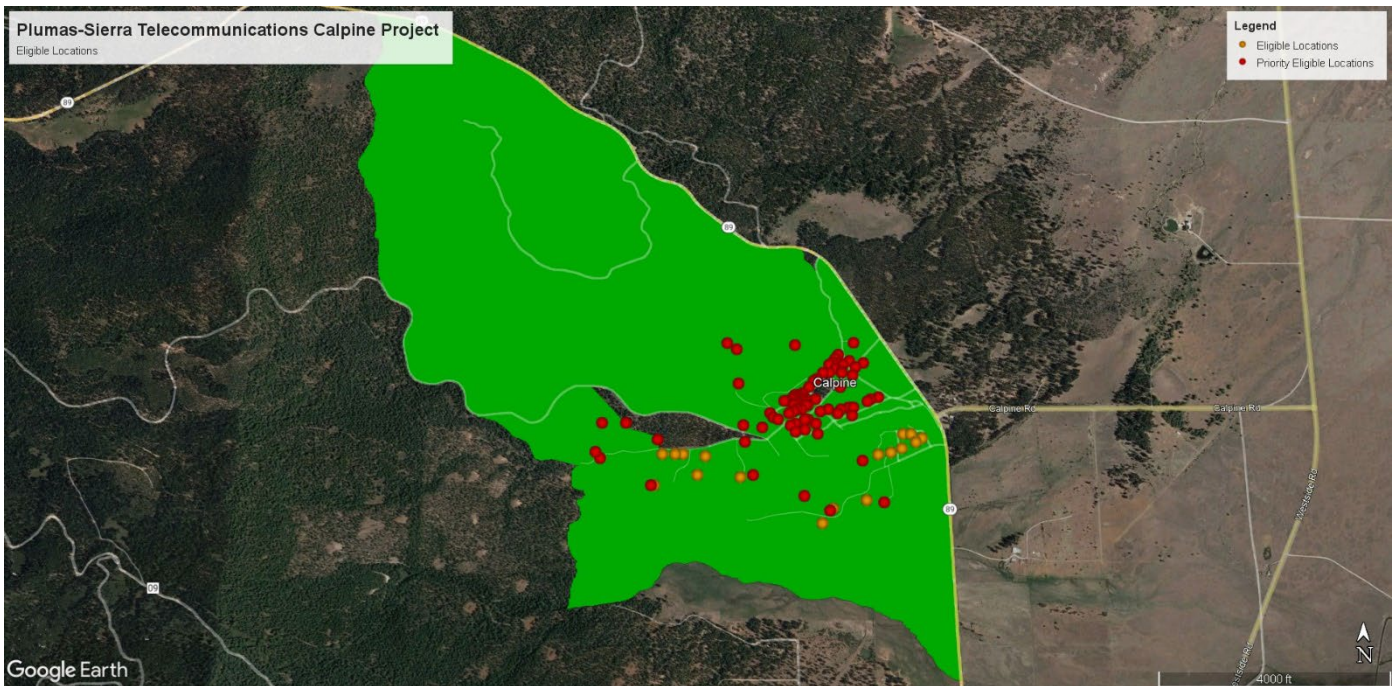 Plumas-Sierra Telecommunications Calpine Project
Eligible Locations
Legend
Eligible Locations
Priority Eligible Locations
89
89
Calpine
Calpine Rd
Calpine Rd
Westside Rd
89
09
N
4000 ft
Google Earth